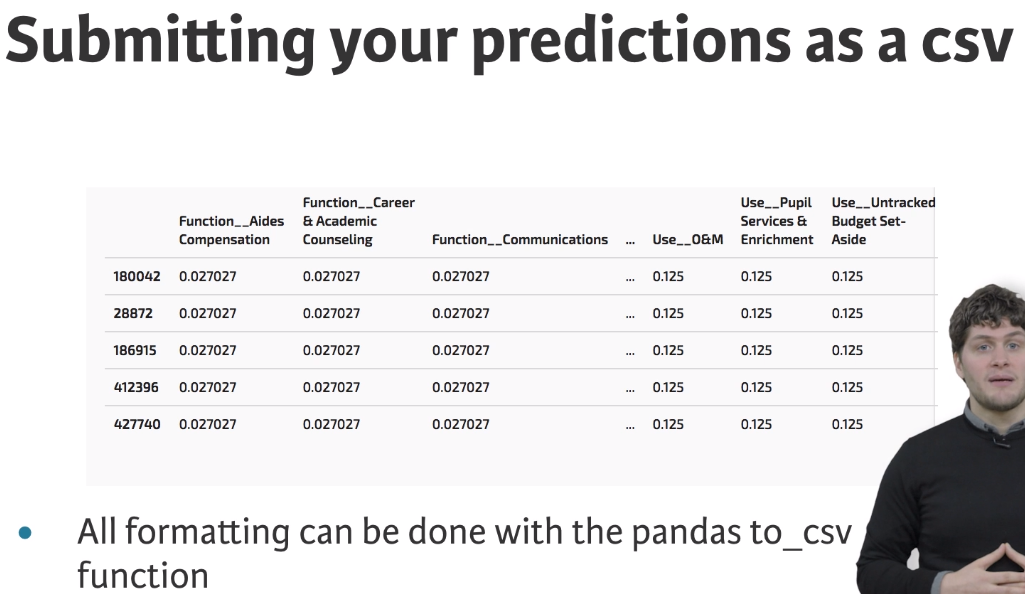 Submitting your predictions as a csv
Function__Aides Compensation Function__Career & Academic Counseling Function__Communications ... Use__O&M Use__Pupil Services & Enrichment Use__Untracked Budget Set-Aside
180042 0.027027 0.027027 0.027027 ... 0.125 0.125 0.125
28872 0.027027 0.027027 0.027027 ... 0.125 0.125 0.125
186915 0.027027 0.027027 0.027027 ... 0.125 0.125 0.125
412396 0.027027 0.027027 0.027027 ... 0.125 0.125 0.125
427740 0.027027 0.027027 0.027027 ... 0.125 0.125 0.125
• All formatting can be done with the pandas to_csv
function